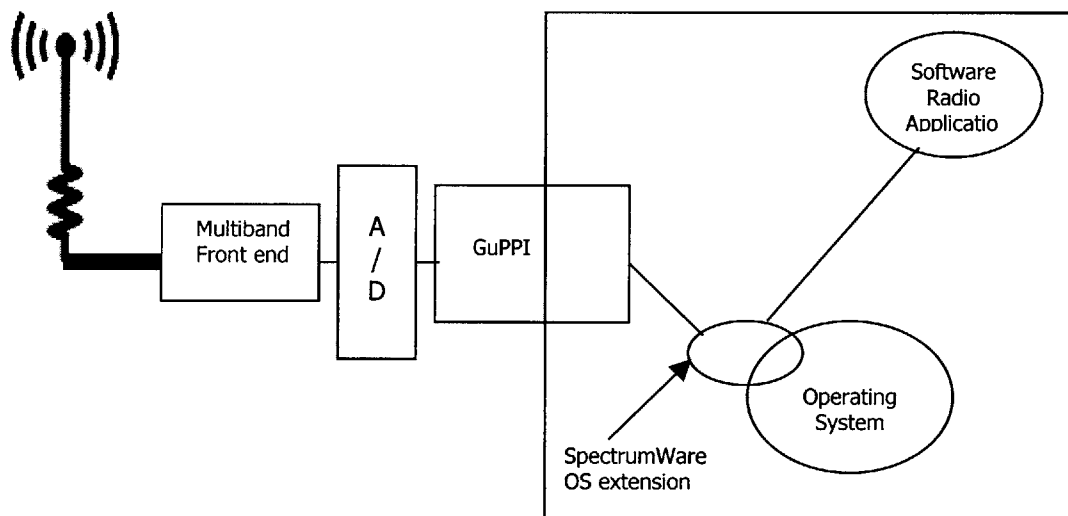 Software
Radio
Applicatio
Multiband
Front end
A
/
D
GuPPI
Operating
System
SpectrumWare
OS extension